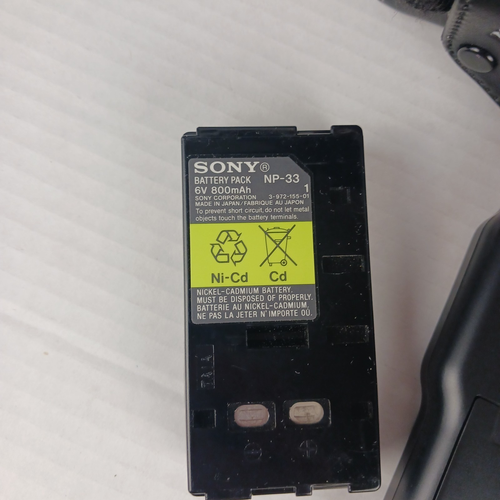 SONY®
BATTERY PACK NP-33
6V 800mAh 1
SONY CORPORATION 3-972-155-01
MADE IN JAPAN/FABRIQUE AU JAPON
To prevent short circuit, do not let metal
objects touch the battery terminals.
Ni-Cd Cd
NICKEL-CADMIUM BATTERY.
MUST BE DISPOSED OF PROPERLY.
BATTERIE AU NICKEL-CADMIUM.
NE PAS LA JETER N'IMPORTE OÙ.